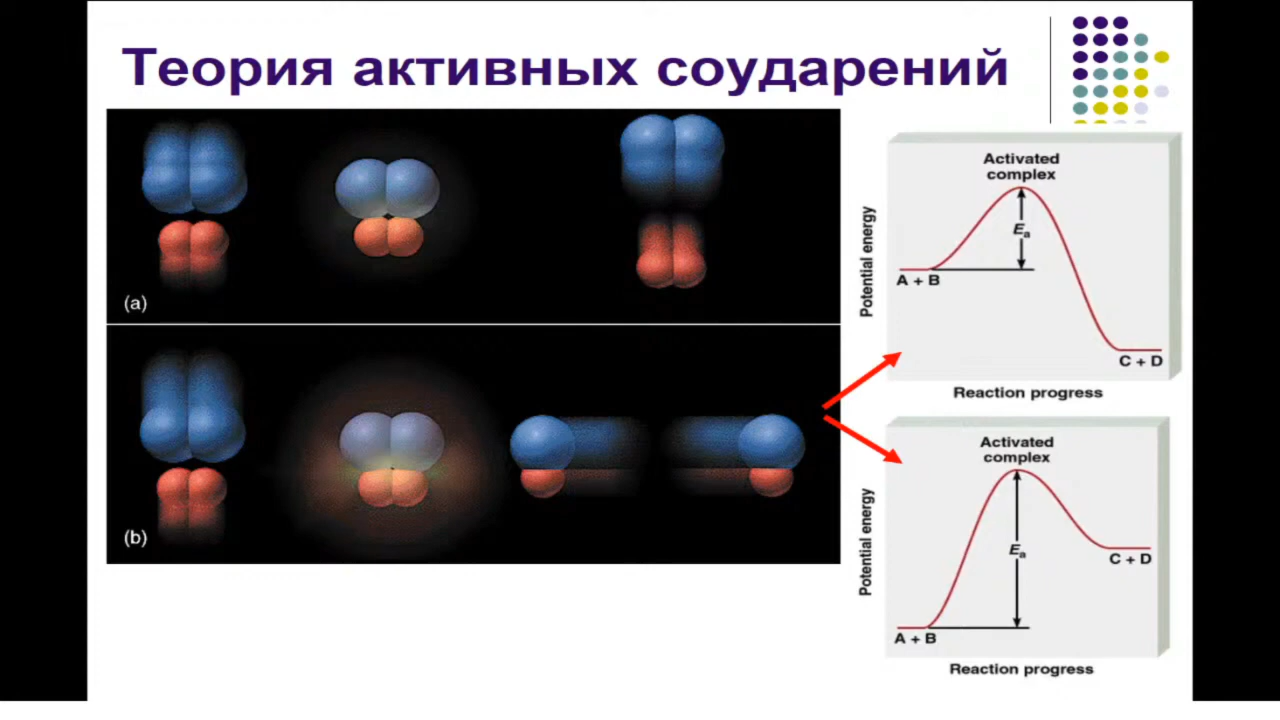 Теория активных соударений
(a)
(b)
Activated
complex
Eₐ
Potential energy
A + B
C + D
Reaction progress
Activated
complex
Eₐ
Potential energy
C + D
A + B
Reaction progress